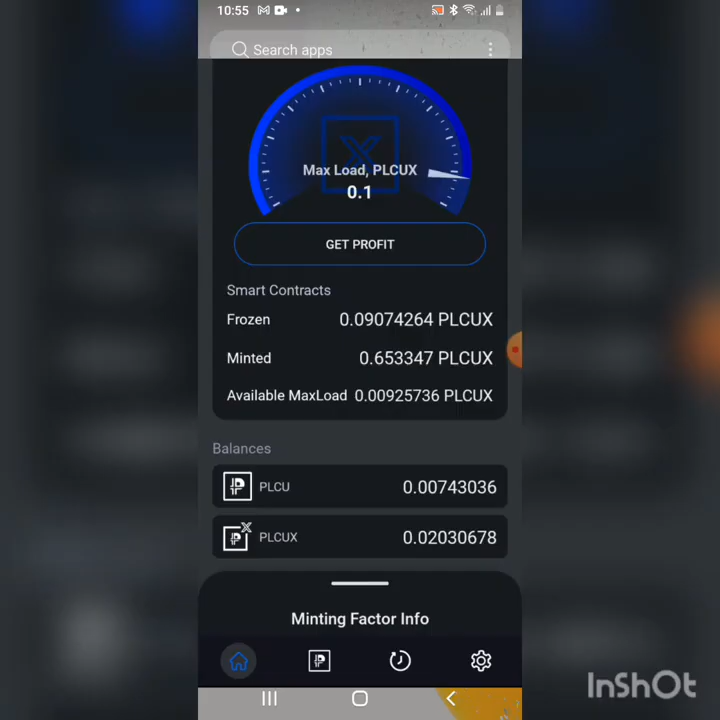 10:55
Search apps
Max Load, PLCUX
0.1
GET PROFIT
Smart Contracts
Frozen 0.09074264 PLCUX
Minted 0.653347 PLCUX
Available MaxLoad 0.00925736 PLCUX
Balances
PLCU 0.00743036
PLCUX 0.02030678
Minting Factor Info
InShOt